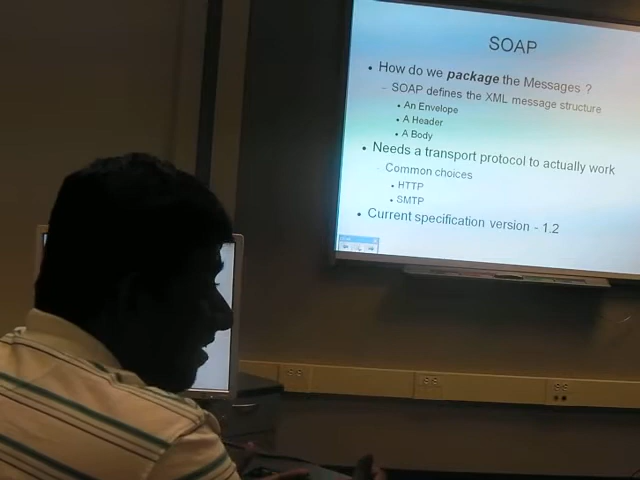 SOAP
• How do we package the Messages ?
– SOAP defines the XML message structure
• An Envelope
• A Header
• A Body
• Needs a transport protocol to actually work
– Common choices
• HTTP
• SMTP
• Current specification version - 1.2